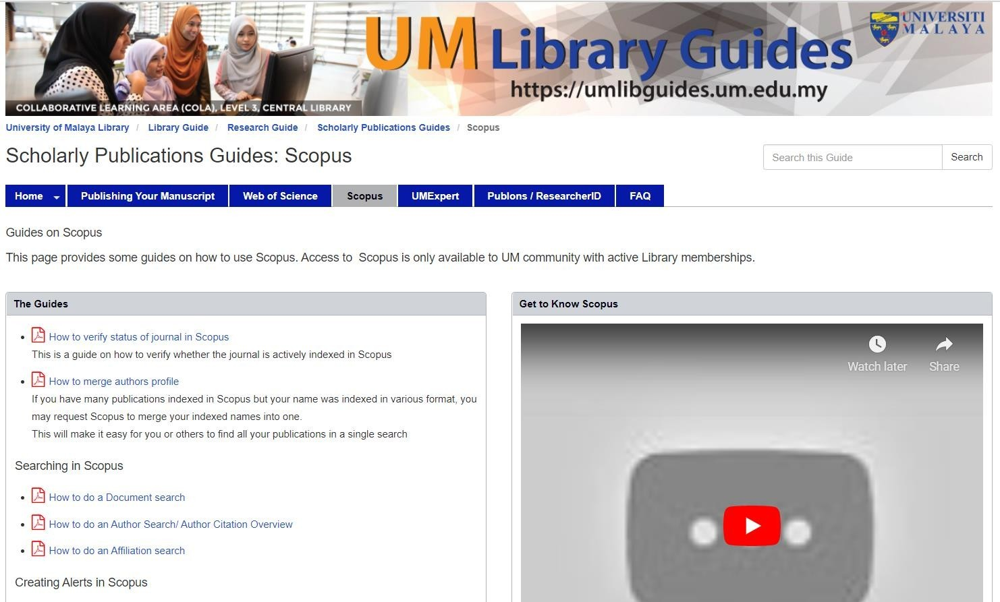 UM Library Guides
https://umlibguides.um.edu.my
UNIVERSITI
MALAYA
COLLABORATIVE LEARNING AREA (COLA), LEVEL 3, CENTRAL LIBRARY
University of Malaya Library / Library Guide / Research Guide / Scholarly Publications Guides / Scopus
Scholarly Publications Guides: Scopus
Search this Guide Search
Home Publishing Your Manuscript Web of Science Scopus UMExpert Publons / ResearcherID FAQ
Guides on Scopus
This page provides some guides on how to use Scopus. Access to  Scopus is only available to UM community with active Library memberships.
The Guides
How to verify status of journal in Scopus
This is a guide on how to verify whether the journal is actively indexed in Scopus
How to merge authors profile
If you have many publications indexed in Scopus but your name was indexed in various format, you
may request Scopus to merge your indexed names into one.
This will make it easy for you or others to find all your publications in a single search
Searching in Scopus
How to do a Document search
How to do an Author Search/ Author Citation Overview
How to do an Affiliation search
Creating Alerts in Scopus
Get to Know Scopus
Watch later Share